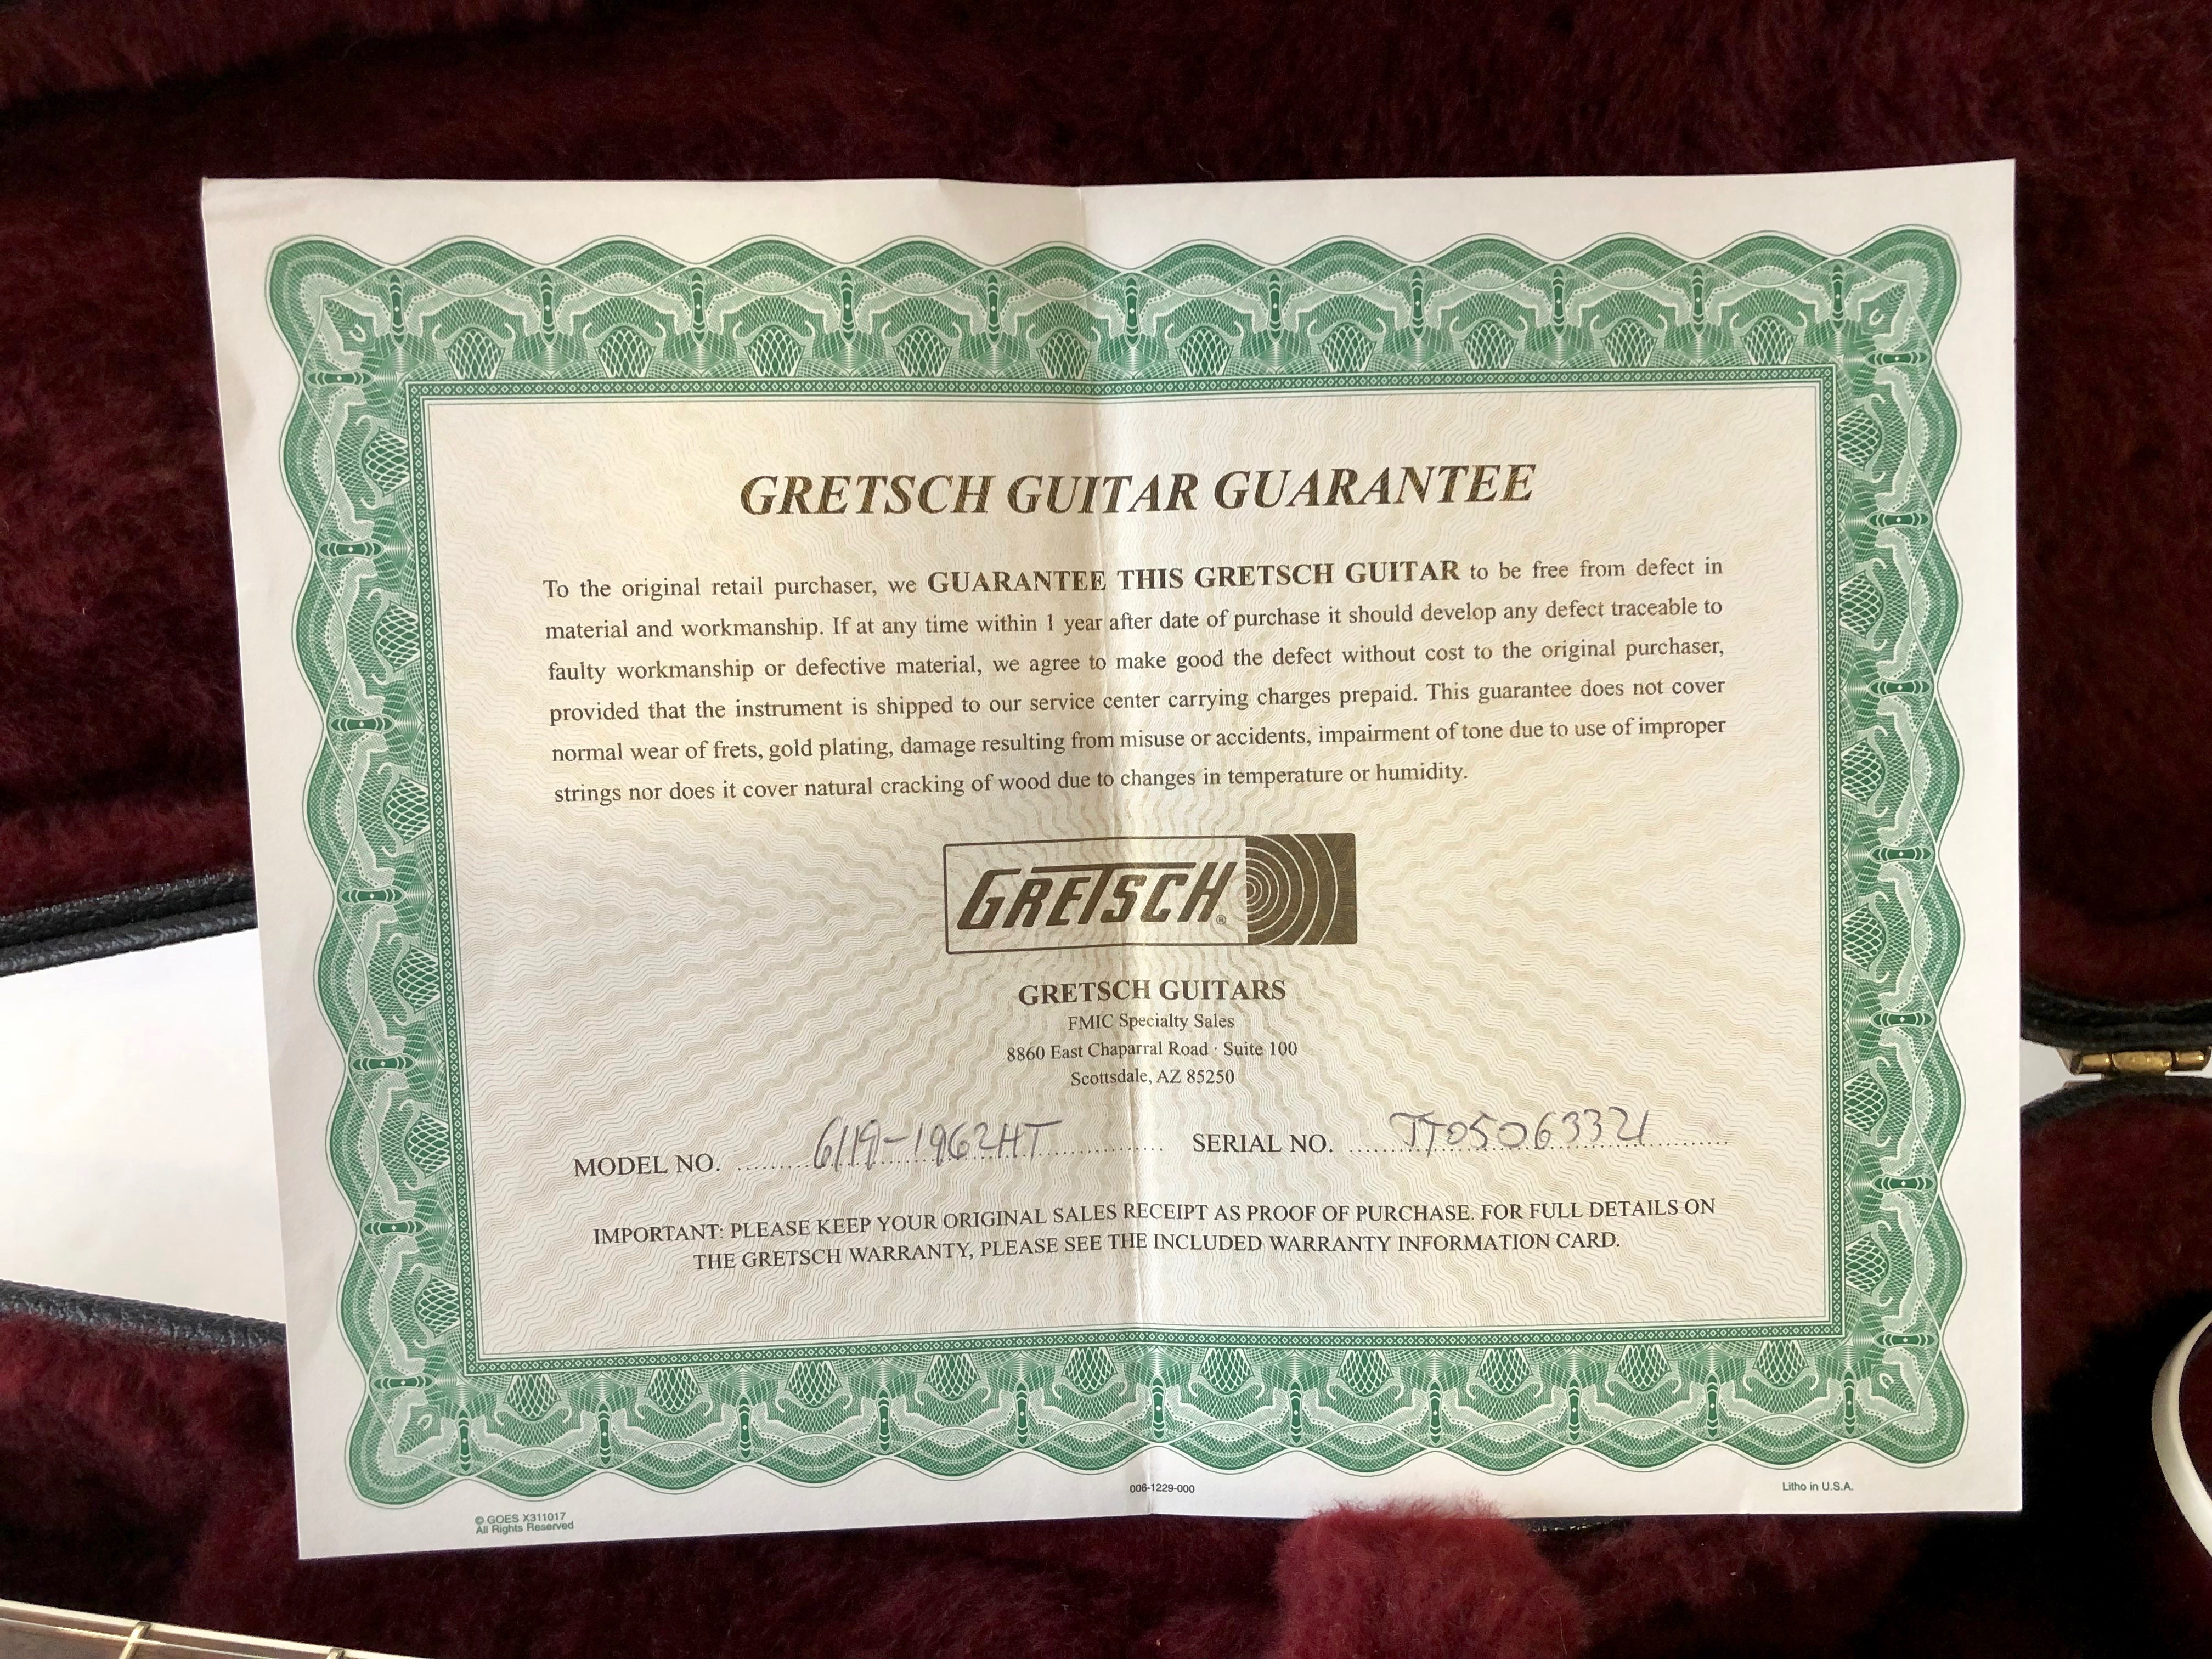 GRETSCH GUITAR GUARANTEE
To the original retail purchaser, we GUARANTEE THIS GRETSCH GUITAR to be free from defect in
material and workmanship. If at any time within 1 year after date of purchase it should develop any defect traceable to
faulty workmanship or defective material, we agree to make good the defect without cost to the original purchaser,
provided that the instrument is shipped to our service center carrying charges prepaid. This guarantee does not cover
normal wear of frets, gold plating, damage resulting from misuse or accidents, impairment of tone due to use of improper
strings nor does it cover natural cracking of wood due to changes in temperature or humidity.
GRETSCH®
GRETSCH GUITARS
FMIC Specialty Sales
8860 East Chaparral Road · Suite 100
Scottsdale, AZ 85250
MODEL NO. 6119-1962HT SERIAL NO. JT05063321
IMPORTANT: PLEASE KEEP YOUR ORIGINAL SALES RECEIPT AS PROOF OF PURCHASE. FOR FULL DETAILS ON
THE GRETSCH WARRANTY, PLEASE SEE THE INCLUDED WARRANTY INFORMATION CARD.
006-1229-000
Litho in U.S.A.
© GOES X311017
All Rights Reserved